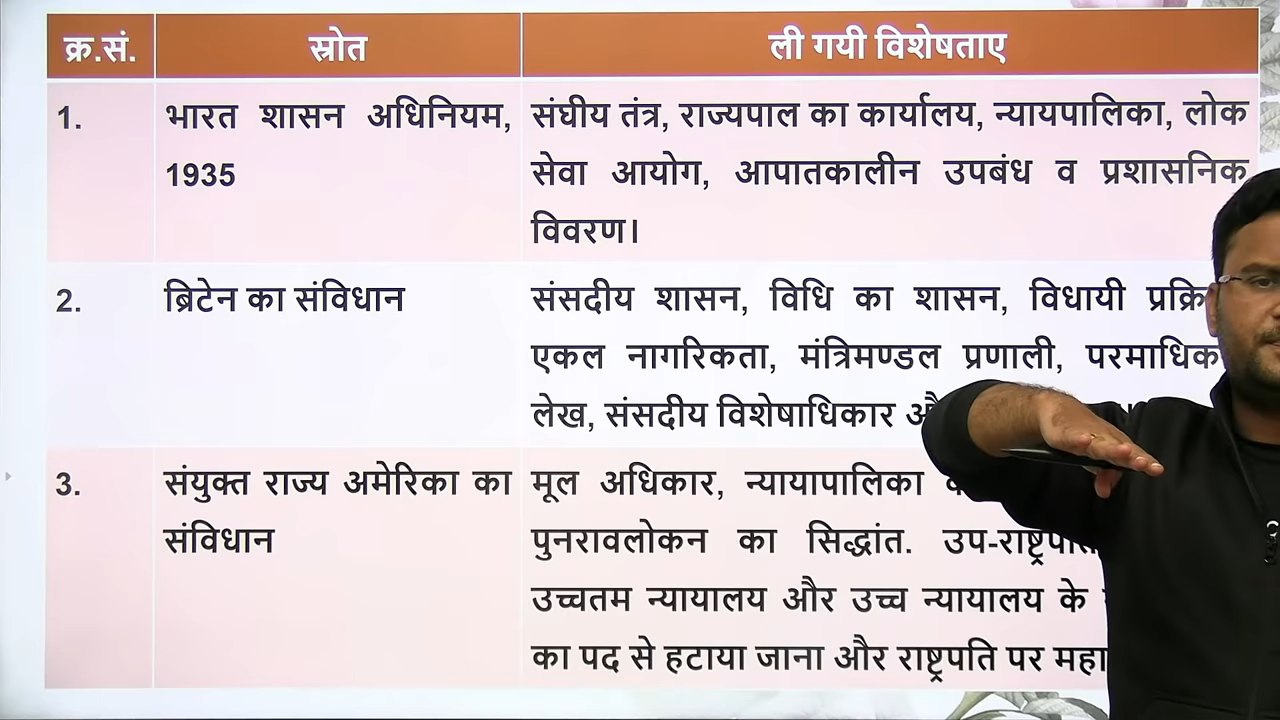 क्र.सं. स्रोत ली गयी विशेषताए
1. भारत शासन अधिनियम, संघीय तंत्र, राज्यपाल का कार्यालय, न्यायपालिका, लोक
1935 सेवा आयोग, आपातकालीन उपबंध व प्रशासनिक
विवरण।
2. ब्रिटेन का संविधान संसदीय शासन, विधि का शासन, विधायी
एकल नागरिकता, मंत्रिमण्डल प्रणाली,
लेख, संसदीय विशेषाधिकार
3. संयुक्त राज्य अमेरिका का मूल अधिकार, न्यायापालिका
संविधान पुनरावलोकन का सिद्धांत.
उच्चतम न्यायालय और उच्च न्यायालय के
का पद से हटाया जाना और राष्ट्रपति पर